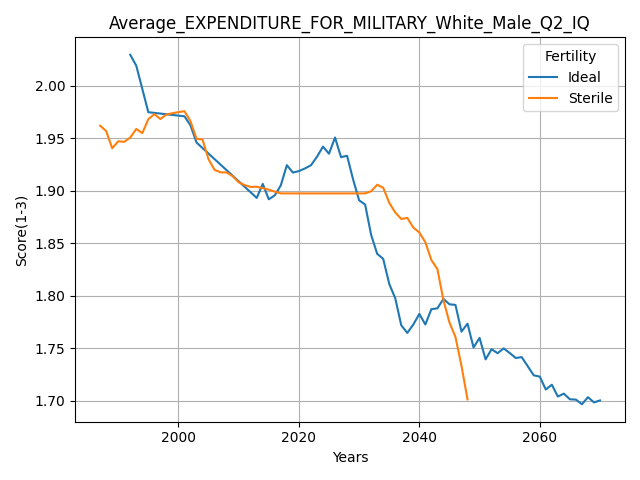 Average_EXPENDITURE_FOR_MILITARY_White_Male_Q2_IQ
Fertility
Ideal
Sterile
Score(1-3)
2.00
1.95
1.90
1.85
1.80
1.75
1.70
2000 2020 2040 2060
Years